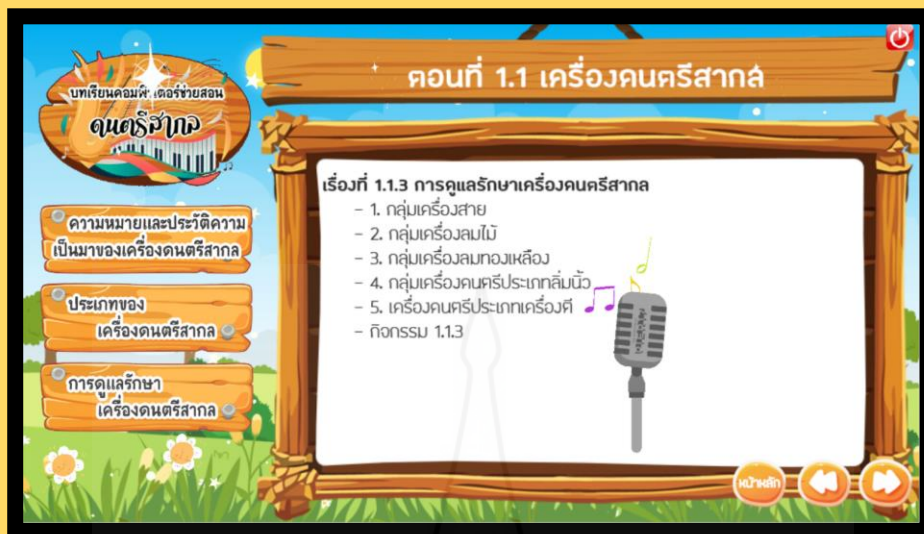 บทเรียนคอมพิวเตอร์ช่วยสอน
ดนตรีสากล
ตอนที่ 1.1 เครื่องดนตรีสากล
ความหมายและประวัติความ
เป็นมาของเครื่องดนตรีสากล
ประเภทของ
เครื่องดนตรีสากล
การดูแลรักษา
เครื่องดนตรีสากล
เรื่องที่ 1.1.3 การดูแลรักษาเครื่องดนตรีสากล
- 1. กลุ่มเครื่องสาย
- 2. กลุ่มเครื่องลมไม้
- 3. กลุ่มเครื่องลมทองเหลือง
- 4. กลุ่มเครื่องดนตรีประเภทลิ่มนิ้ว
- 5. เครื่องดนตรีประเภทเครื่องตี
- กิจกรรม 1.1.3
หน้าหลัก